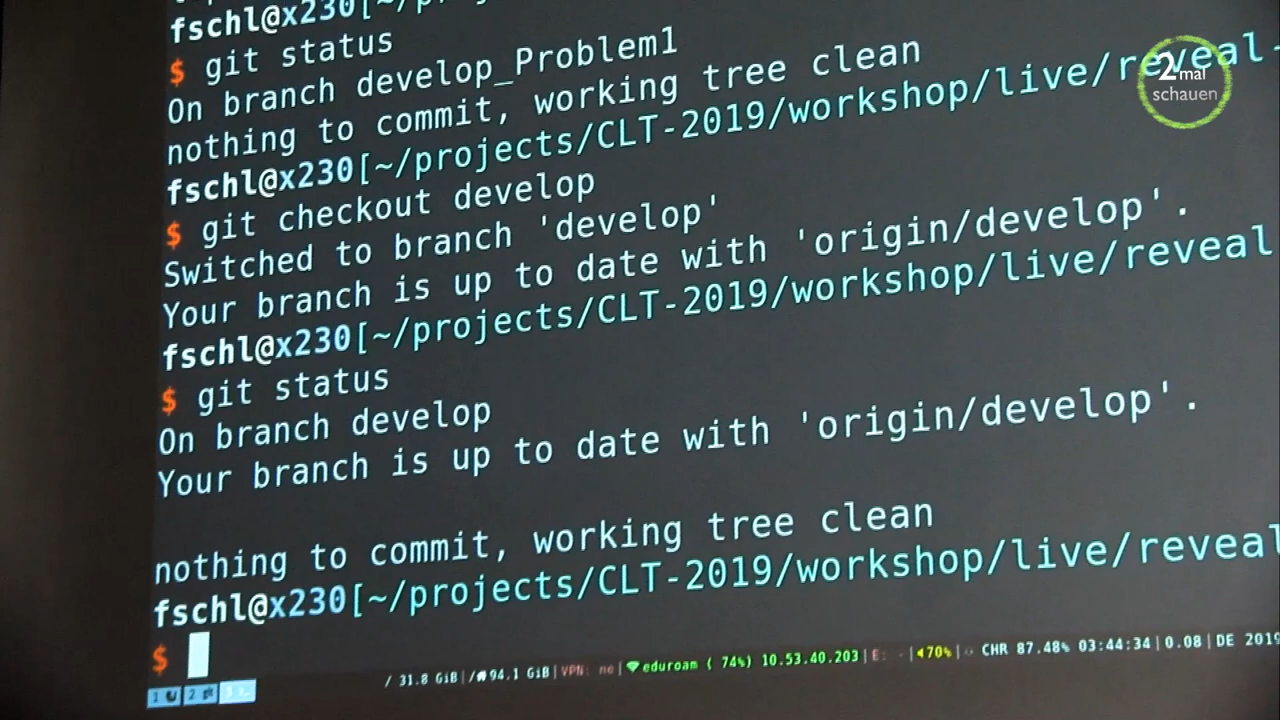 fschl@x230[~/proj
$ git status
On branch develop_Problem1
nothing to commit, working tree clean
fschl@x230[~/projects/CLT-2019/workshop/live/reveal-
$ git checkout develop
Switched to branch 'develop'
Your branch is up to date with 'origin/develop'.
fschl@x230[~/projects/CLT-2019/workshop/live/reveal
$ git status
On branch develop
Your branch is up to date with 'origin/develop'.
nothing to commit, working tree clean
fschl@x230[~/projects/CLT-2019/workshop/live/reveal
$
/ 31.8 GiB|/ 94.1 GiB|VPN: no| eduroam ( 74%) 10.53.40.203|E: -| 70%| CHR 87.48% 03:44:34|0.08|DE 2019
1 2 3
2mal
schauen